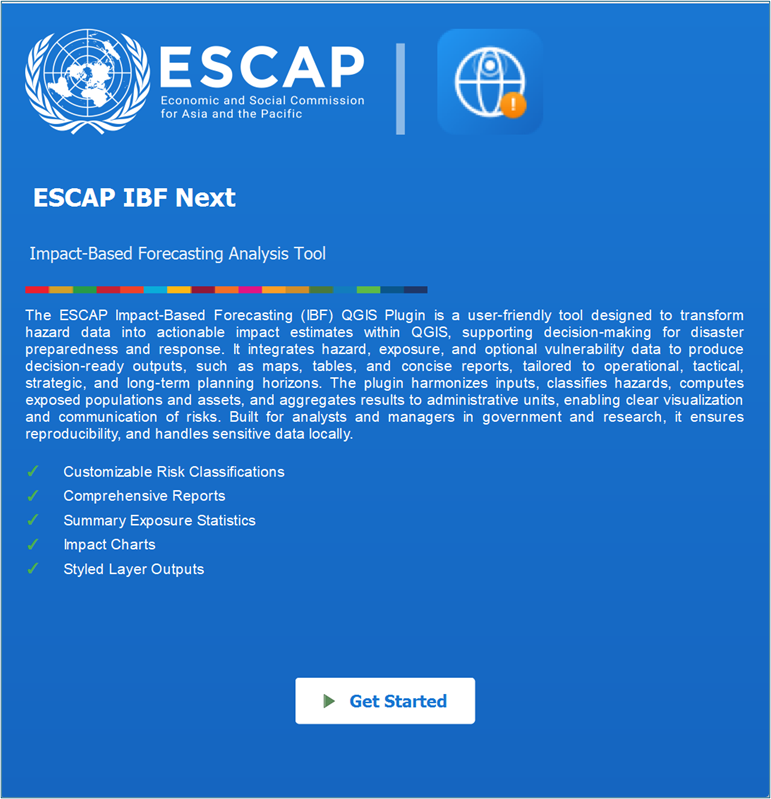 ESCAP
Economic and Social Commission
for Asia and the Pacific
!
ESCAP IBF Next
Impact-Based Forecasting Analysis Tool
The ESCAP Impact-Based Forecasting (IBF) QGIS Plugin is a user-friendly tool designed to transform
hazard data into actionable impact estimates within QGIS, supporting decision-making for disaster
preparedness and response. It integrates hazard, exposure, and optional vulnerability data to produce
decision-ready outputs, such as maps, tables, and concise reports, tailored to operational, tactical,
strategic, and long-term planning horizons. The plugin harmonizes inputs, classifies hazards, computes
exposed populations and assets, and aggregates results to administrative units, enabling clear visualization
and communication of risks. Built for analysts and managers in government and research, it ensures
reproducibility, and handles sensitive data locally.
✓ Customizable Risk Classifications
✓ Comprehensive Reports
✓ Summary Exposure Statistics
✓ Impact Charts
✓ Styled Layer Outputs
Get Started